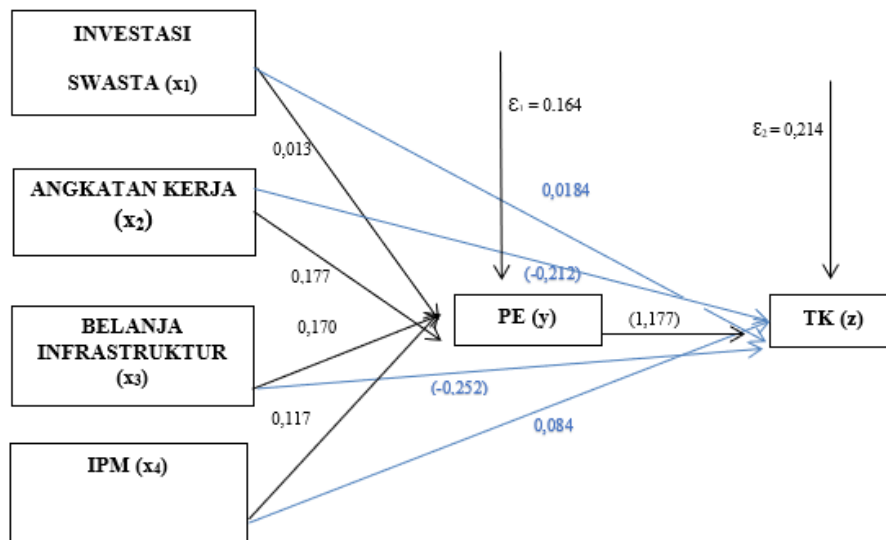 INVESTASI
SWASTA (x₁)
ε₁ = 0.164
ε₂ = 0,214
0,013
ANGKATAN KERJA
(x₂)
0,0184
(-0,212)
0,177
BELANJA
INFRASTRUKTUR
(x₃)
0,170
PE (y)
(1,177)
TK (z)
(-0,252)
0,117
0,084
IPM (x₄)